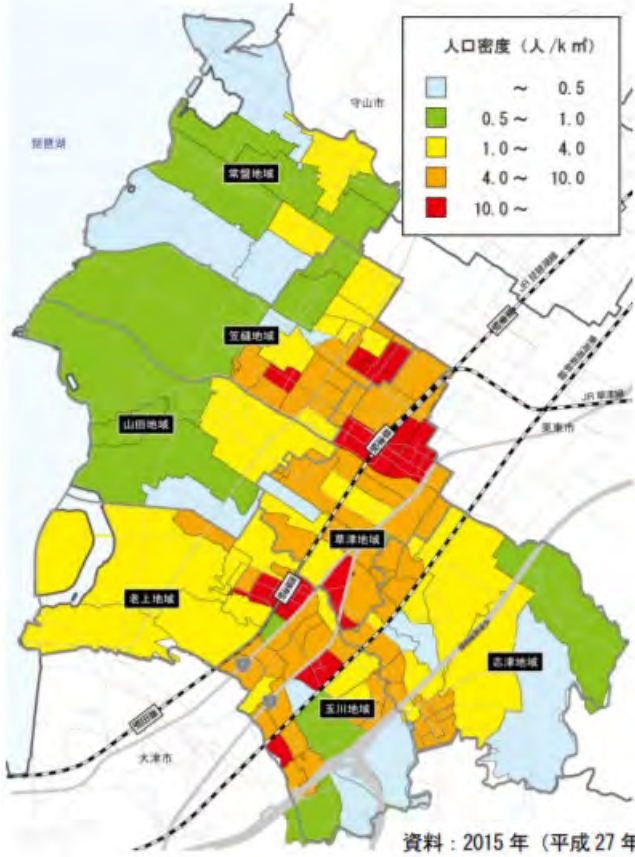 人口密度（人/k㎡）
～ 0.5
0.5～ 1.0
1.0～ 4.0
4.0～ 10.0
10.0～
守山市
琵琶湖
常盤地域
JR琵琶湖線
笠縫地域
JR草津線
栗東市
山田地域
草津地域
老上地域
志津地域
玉川地域
大津市
資料：2015年（平成27年